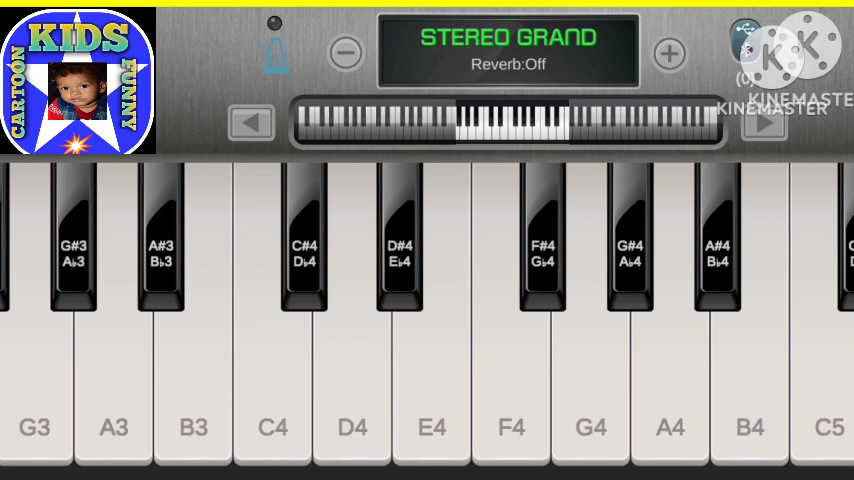 KIDS
CARTOON
FUNNY
STEREO GRAND
Reverb:Off
KINEMASTER
KINEMASTER
G#3
A♭3
A#3
B♭3
C#4
D♭4
D#4
E♭4
F#4
G♭4
G#4
A♭4
A#4
B♭4
G3 A3 B3 C4 D4 E4 F4 G4 A4 B4 C5